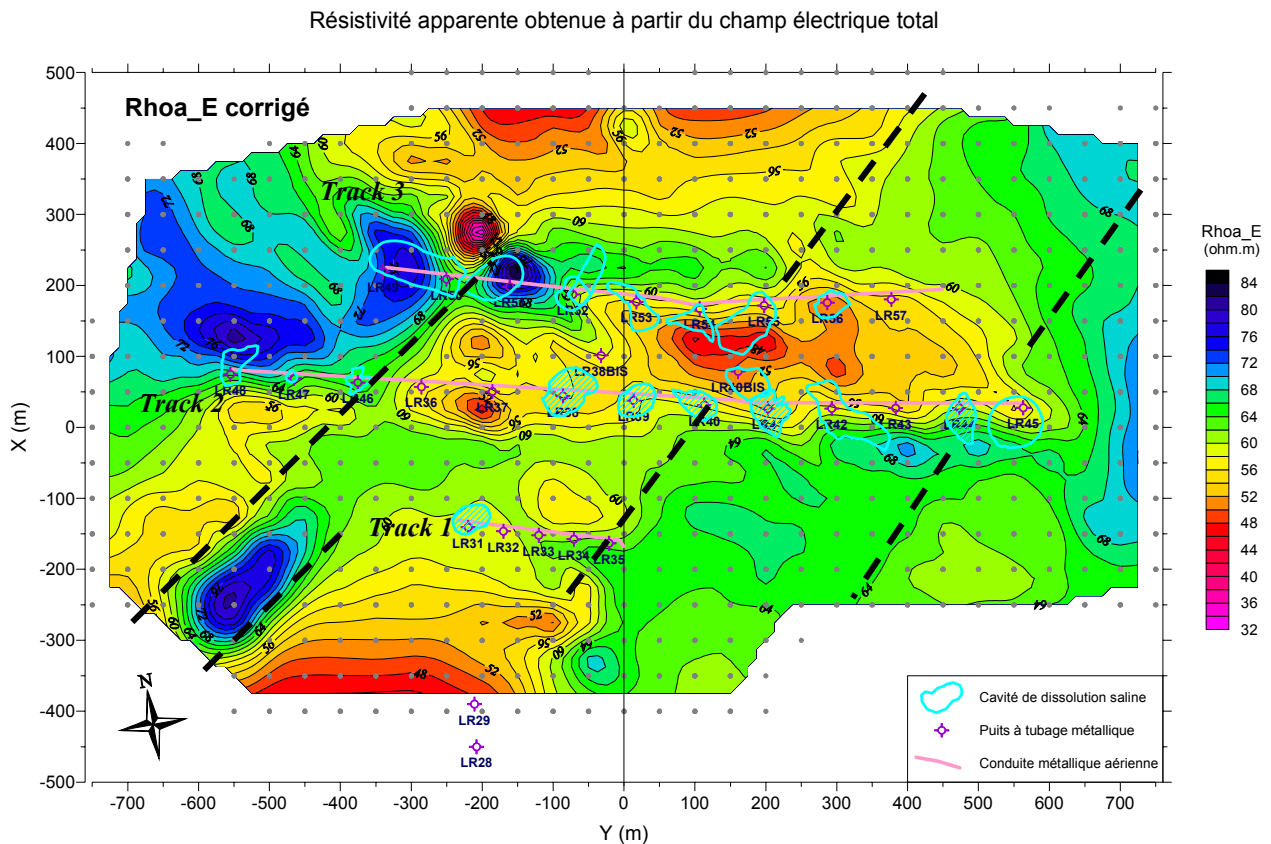 Résistivité apparente obtenue à partir du champ électrique total
Rhoa_E corrigé
500
400
300
200
100
0
-100
-200
-300
-400
-500
X (m)
-700 -600 -500 -400 -300 -200 -100 0 100 200 300 400 500 600 700
Y (m)
Track 3
Track 2
Track 1
LR52
LR53
LR55
LR56
LR57
LR38BIS
LR40BIS
LR48
LR47
LR46
LR36
LR37
LR39
LR40
LR42
LR43
LR44
LR45
LR31
LR32
LR33
LR34
LR35
LR29
LR28
N
Rhoa_E
(ohm.m)
84
80
76
72
68
64
60
56
52
48
44
40
36
32
Cavité de dissolution saline
Puits à tubage métallique
Conduite métallique aérienne